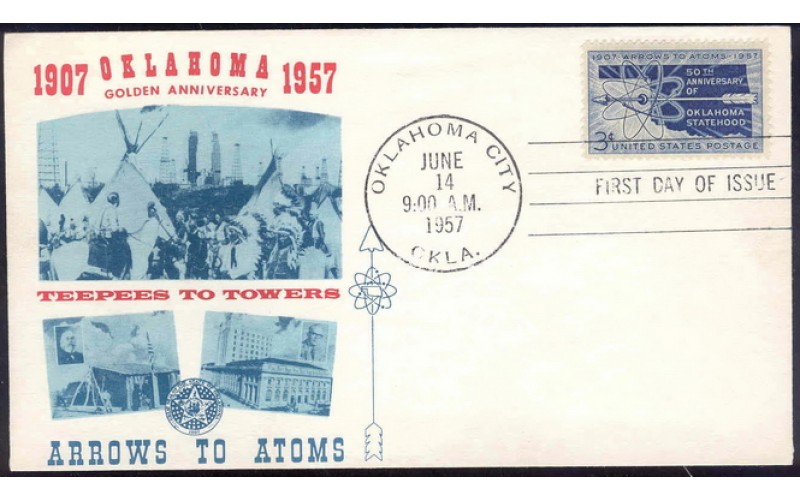 1907 OKLAHOMA 1957
GOLDEN ANNIVERSARY
TEEPEES TO TOWERS
ARROWS TO ATOMS
OKLAHOMA CITY
JUNE
14
9:00 A.M.
1957
OKLA.
1907 · ARROWS TO ATOMS · 1957
50TH
ANNIVERSARY
OF
OKLAHOMA
STATEHOOD
3¢ UNITED STATES POSTAGE
FIRST DAY OF ISSUE